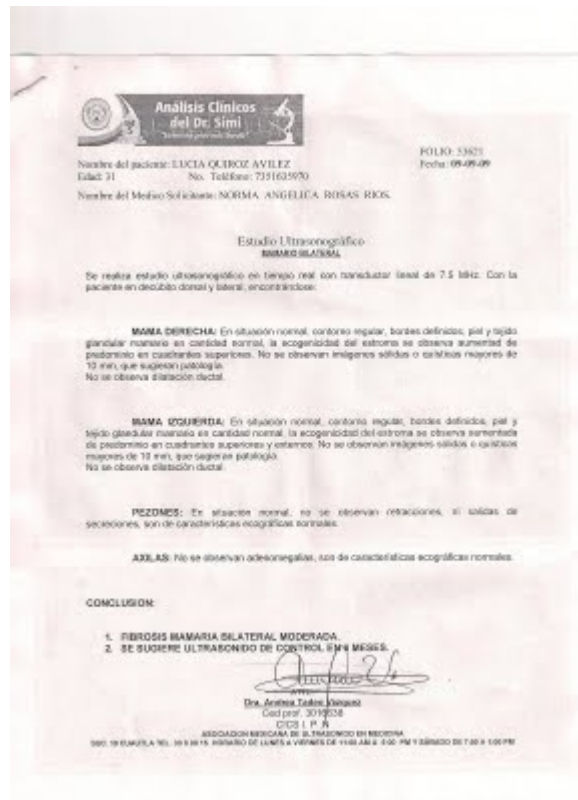 Análisis Clínicos
del Dr. Simi
FOLIO: 53621
Nombre del paciente: LUCIA QUIROZ AVILEZ
Fecha: 09-09-09
Edad: 31 No. Teléfono: 7351635970
Nombre del Medico Solicitante: NORMA ANGELICA ROSAS RIOS.
Estudio Ultrasonográfico
MAMARIO BILATERAL
Se realiza estudio ultrasonográfico en tiempo real con transductor lineal de 7.5 MHz. Con la
paciente en decúbito dorsal y lateral, encontrándose:
MAMA DERECHA: En situación normal, contorno regular, bordes definidos, piel y tejido
glandular mamario en cantidad normal, la ecogenicidad del estroma se observa aumentad de
predominio en cuadrantes superiores. No se observan imágenes sólidas o quísticas mayores de
10 mm, que sugieran patología.
No se observa dilatación ductal.
MAMA IZQUIERDA: En situación normal, contorno regular, bordes definidos, piel y
tejido glandular mamario en cantidad normal, la ecogenicidad del estroma se observa aumentada
de predominio en cuadrantes superiores y externos. No se observan imágenes sólidas o quísticas
mayores de 10 mm, que sugieran patología.
No se observa dilatación ductal.
PEZONES: En situación normal, no se observan retracciones, ni salidas de
secreciones, son de características ecográficas normales.
AXILAS: No se observan adenomegalias, son de características ecográficas normales.
CONCLUSION:
1. FIBROSIS MAMARIA BILATERAL MODERADA.
2. SE SUGIERE ULTRASONIDO DE CONTROL EN 6 MESES.
Dra. Andrea Tadeo Vázquez
Ced prof. 3016638
CICS I. P. N
ASOCIACION MEXICANA DE ULTRASONIDO EN MEDICINA